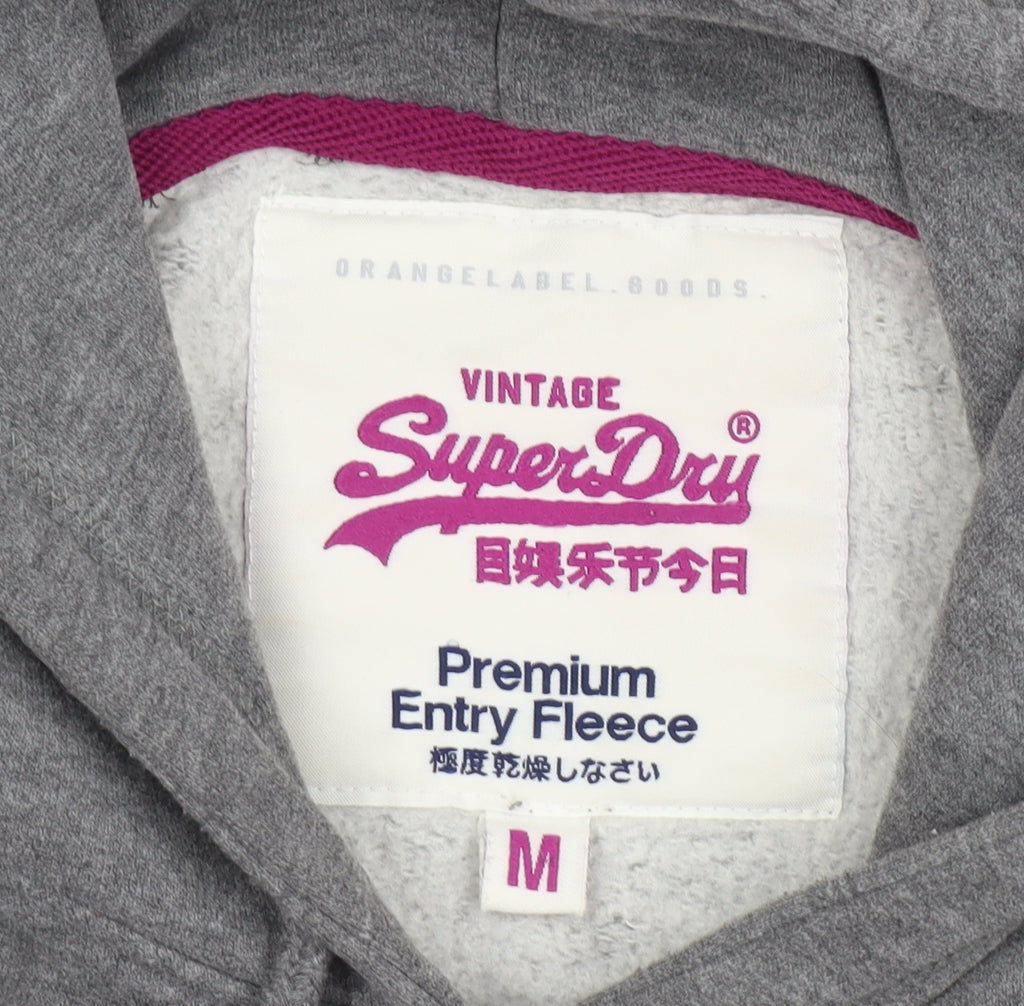 ORANGELABEL.GOODS.
VINTAGE
SuperDry®
目娱乐节今日
Premium
Entry Fleece
極度乾燥しなさい
M